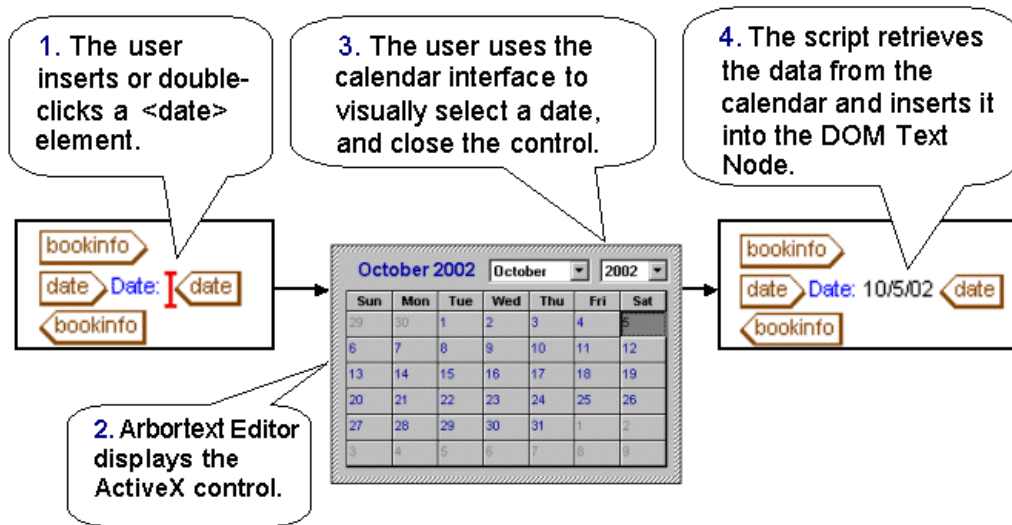 1. The user
inserts or double-
clicks a <date>
element.
3. The user uses the
calendar interface to
visually select a date,
and close the control.
4. The script retrieves
the data from the
calendar and inserts it
into the DOM Text
Node.
bookinfo
date Date: date
bookinfo
October 2002 October 2002
Sun Mon Tue Wed Thu Fri Sat
29 30 1 2 3 4 5
6 7 8 9 10 11 12
13 14 15 16 17 18 19
20 21 22 23 24 25 26
27 28 29 30 31 1 2
3 4 5 6 7 8 9
bookinfo
date Date: 10/5/02 date
bookinfo
2. Arbortext Editor
displays the
ActiveX control.